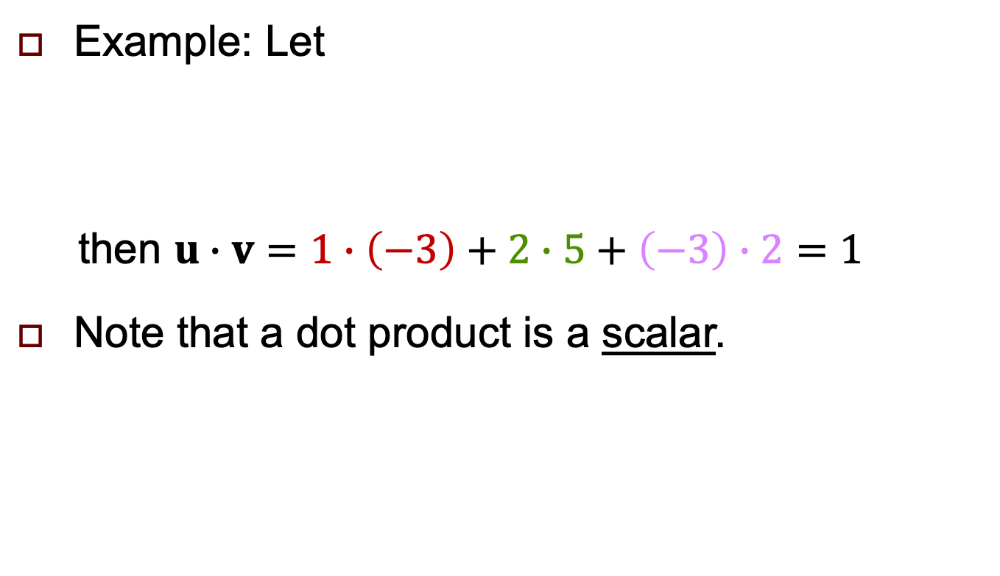 Example: Let
then 𝐮 · 𝐯 = 1 · (−3) + 2 · 5 + (−3) · 2 = 1
Note that a dot product is a scalar.